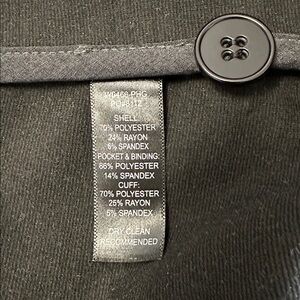 SHELL
70% POLYESTER
24% RAYON
6% SPANDEX
POCKET & BINDING:
66% POLYESTER
14% SPANDEX
CUFF:
70% POLYESTER
25% RAYON
5% SPANDEX
DRY CLEAN
RECOMMENDED